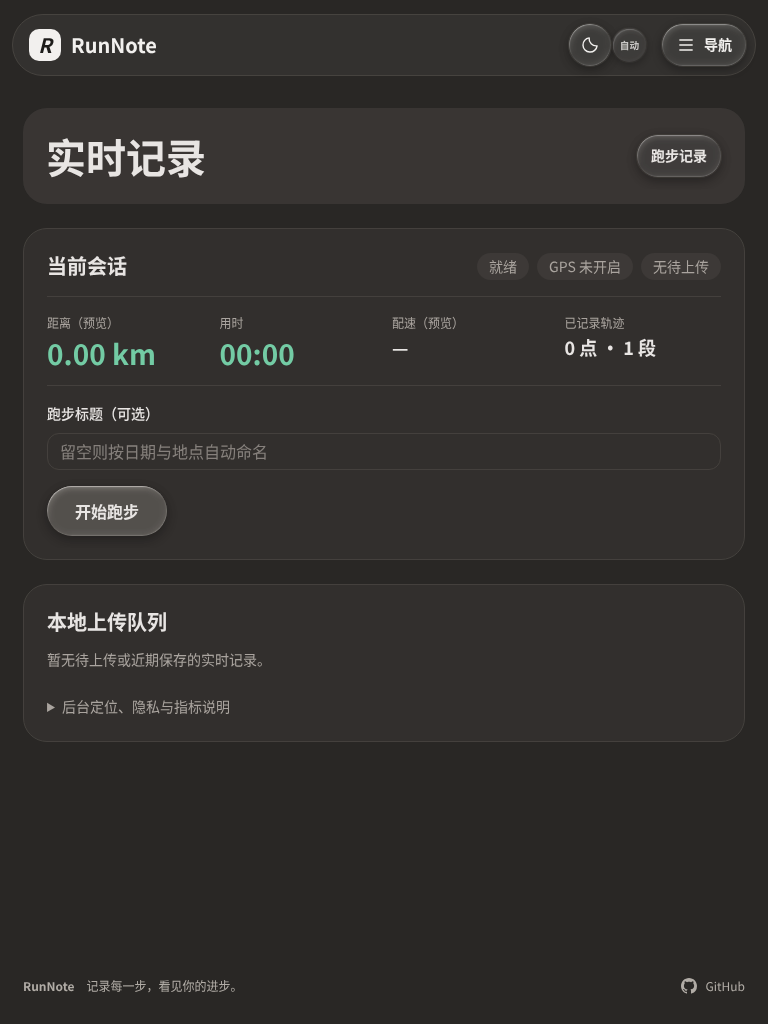 R RunNote
自动
导航
实时记录
跑步记录
当前会话
就绪
GPS 未开启
无待上传
距离（预览）
用时
配速（预览）
已记录轨迹
0.00 km
00:00
—
0 点 · 1 段
跑步标题（可选）
留空则按日期与地点自动命名
开始跑步
本地上传队列
暂无待上传或近期保存的实时记录。
后台定位、隐私与指标说明
RunNote 记录每一步，看见你的进步。
GitHub